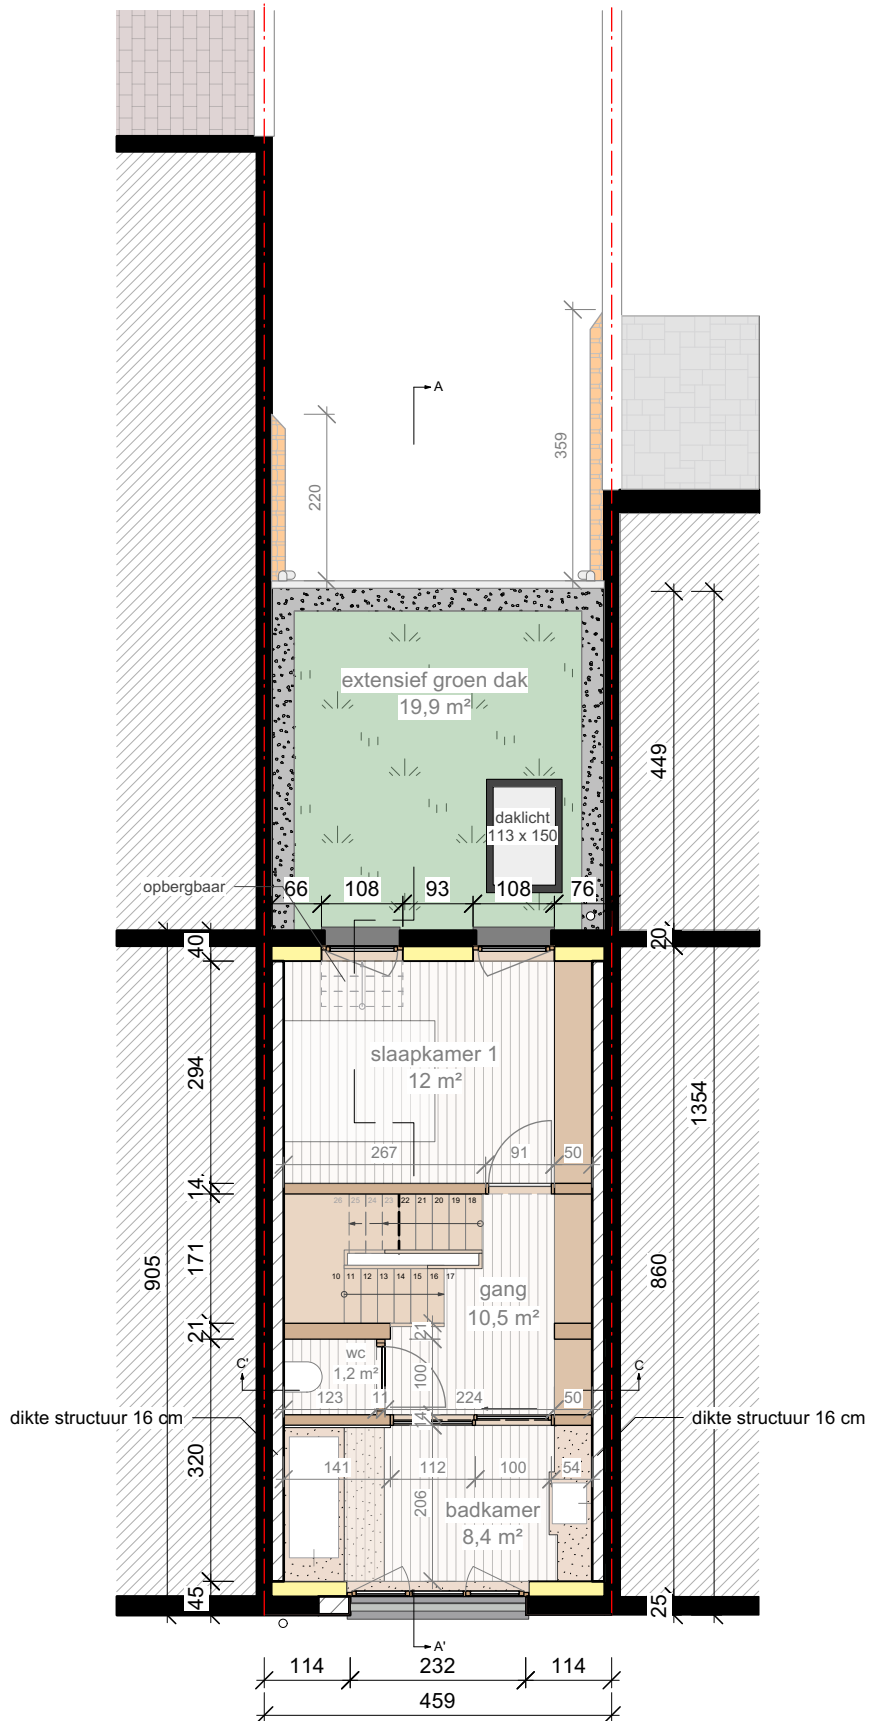 A
359
220
extensief groen dak
19,9 m²
449
daklicht
113 x 150
opbergbaar
66
108
93
108
76
40
20
slaapkamer 1
12 m²
294
1354
267
91
50
14
26 25 24 23 22 21 20 19 18
171
905
860
10 11 12 13 14 15 16 17
gang
10,5 m²
21
21
wc
1,2 m²
C'
C
100
123
11
224
50
dikte structuur 16 cm
dikte structuur 16 cm
14
320
141
112
100
54
206
badkamer
8,4 m²
45
25
A'
114
232
114
459